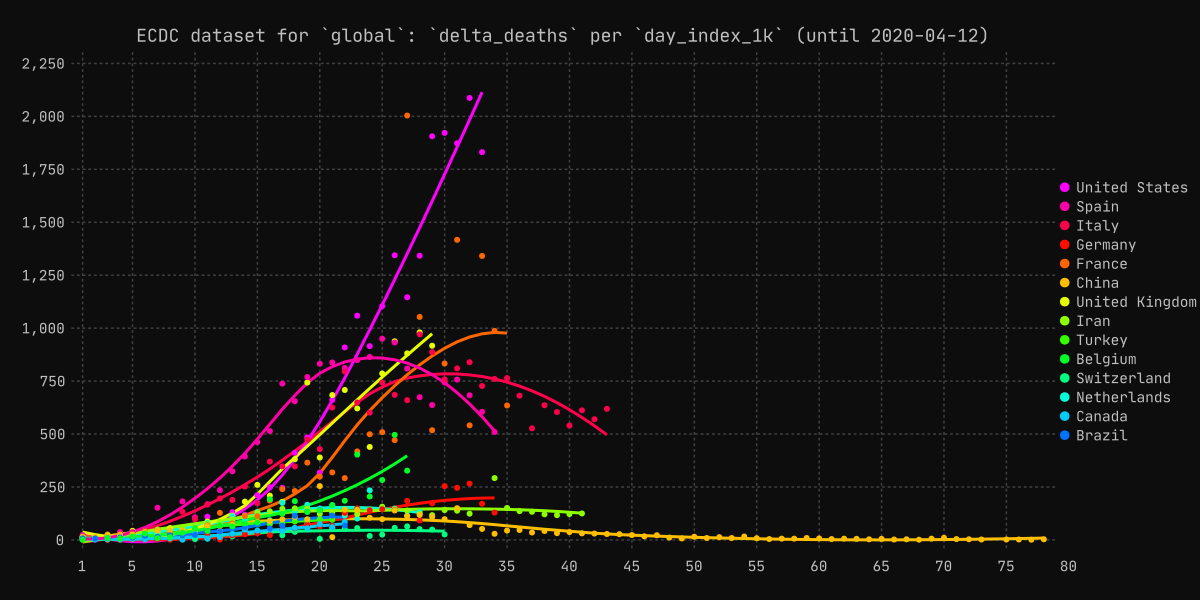 ECDC dataset for `global`: `delta_deaths` per `day_index_1k` (until 2020-04-12)
2,250
2,000
1,750
1,500
1,250
1,000
750
500
250
0
1 5 10 15 20 25 30 35 40 45 50 55 60 65 70 75 80
United States
Spain
Italy
Germany
France
China
United Kingdom
Iran
Turkey
Belgium
Switzerland
Netherlands
Canada
Brazil